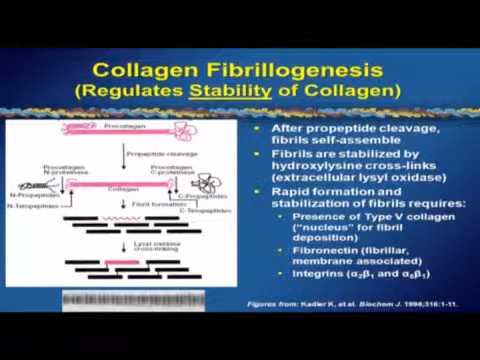 Collagen Fibrillogenesis
(Regulates Stability of Collagen)
Procollagen
Propeptide cleavage
Procollagen
N-proteinase
Procollagen
C-proteinase
Collagen
N-Propeptides
C-Propeptides
N-Telopeptides
Fibril formation
C-Telopeptides
Lysyl oxidase
cross-linking
• After propeptide cleavage,
fibrils self-assemble
• Fibrils are stabilized by
hydroxylysine cross-links
(extracellular lysyl oxidase)
• Rapid formation and
stabilization of fibrils requires:
• Presence of Type V collagen
("nucleus" for fibril
deposition)
• Fibronectin (fibrillar,
membrane associated)
• Integrins (α2β1 and α5β1)
Figures from: Kadler K, et al. Biochem J. 1996;316:1-11.